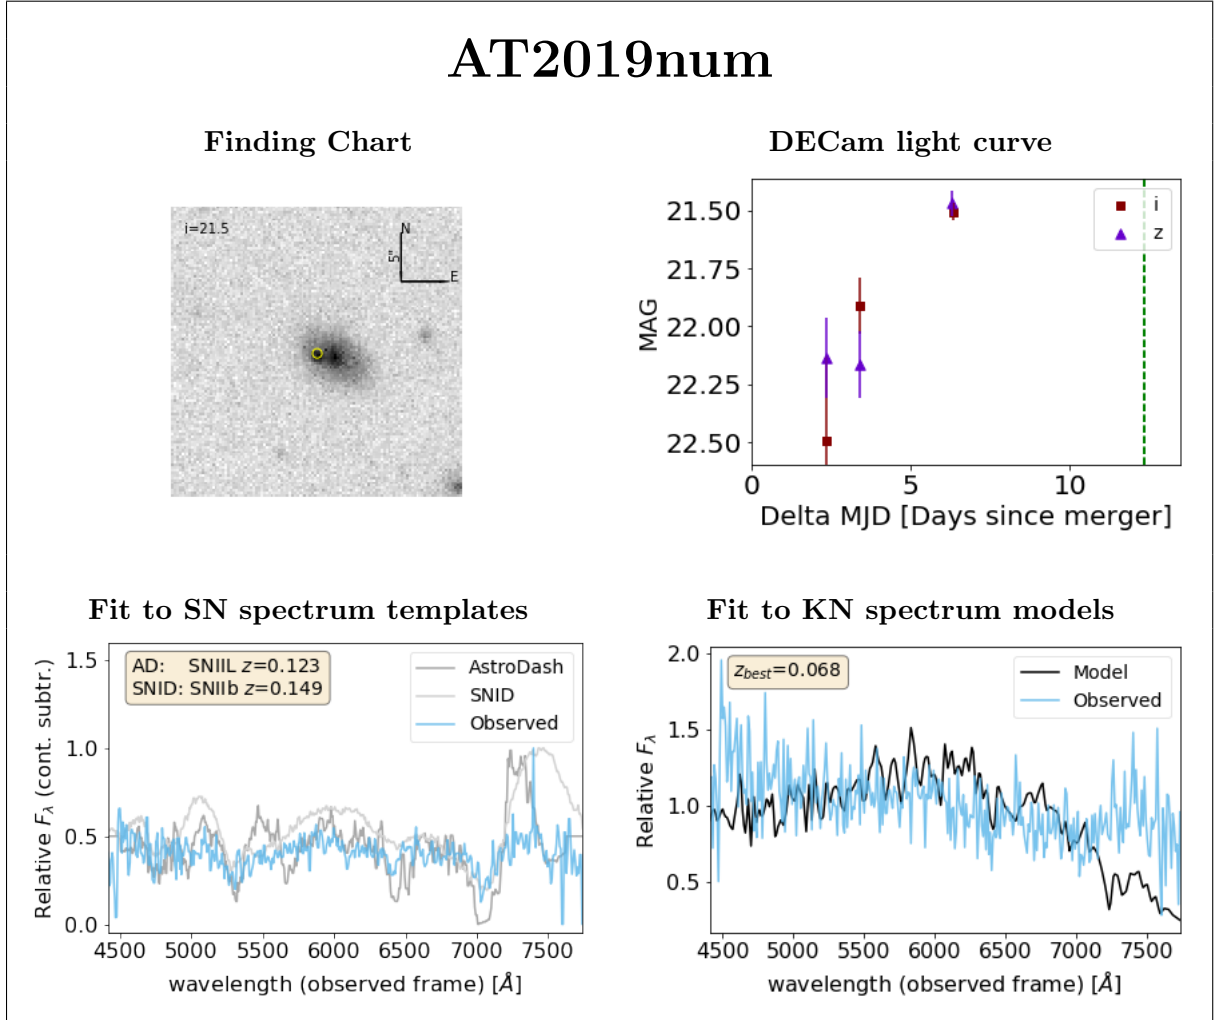 AT2019num
Finding Chart
i=21.5
N
5"
E
DECam light curve
21.50
21.75
22.00
22.25
22.50
MAG
0 5 10
Delta MJD [Days since merger]
i
z
Fit to SN spectrum templates
AD: SNIIL z=0.123
SNID: SNIIb z=0.149
AstroDash
SNID
Observed
1.5
1.0
0.5
0.0
Relative Fλ (cont. subtr.)
4500 5000 5500 6000 6500 7000 7500
wavelength (observed frame) [Å]
Fit to KN spectrum models
zbest=0.068
Model
Observed
2.0
1.5
1.0
0.5
Relative Fλ
4500 5000 5500 6000 6500 7000 7500
wavelength (observed frame) [Å]